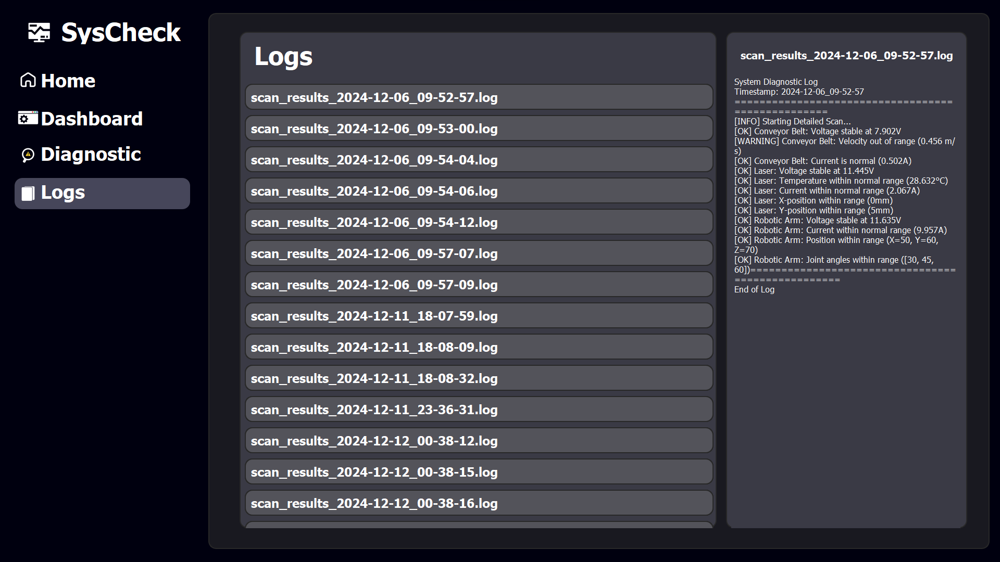 SysCheck
Home
Dashboard
Diagnostic
Logs
Logs
scan_results_2024-12-06_09-52-57.log
scan_results_2024-12-06_09-53-00.log
scan_results_2024-12-06_09-54-04.log
scan_results_2024-12-06_09-54-06.log
scan_results_2024-12-06_09-54-12.log
scan_results_2024-12-06_09-57-07.log
scan_results_2024-12-06_09-57-09.log
scan_results_2024-12-11_18-07-59.log
scan_results_2024-12-11_18-08-09.log
scan_results_2024-12-11_18-08-32.log
scan_results_2024-12-11_23-36-31.log
scan_results_2024-12-12_00-38-12.log
scan_results_2024-12-12_00-38-15.log
scan_results_2024-12-12_00-38-16.log
scan_results_2024-12-06_09-52-57.log
System Diagnostic Log
Timestamp: 2024-12-06_09-52-57
===================================
===============
[INFO] Starting Detailed Scan...
[OK] Conveyor Belt: Voltage stable at 7.902V
[WARNING] Conveyor Belt: Velocity out of range (0.456 m/
s)
[OK] Conveyor Belt: Current is normal (0.502A)
[OK] Laser: Voltage stable at 11.445V
[OK] Laser: Temperature within normal range (28.632°C)
[OK] Laser: Current within normal range (2.067A)
[OK] Laser: X-position within range (0mm)
[OK] Laser: Y-position within range (5mm)
[OK] Robotic Arm: Voltage stable at 11.635V
[OK] Robotic Arm: Current within normal range (9.957A)
[OK] Robotic Arm: Position within range (X=50, Y=60,
Z=70)
[OK] Robotic Arm: Joint angles within range ([30, 45,
60])=================================
=================
End of Log